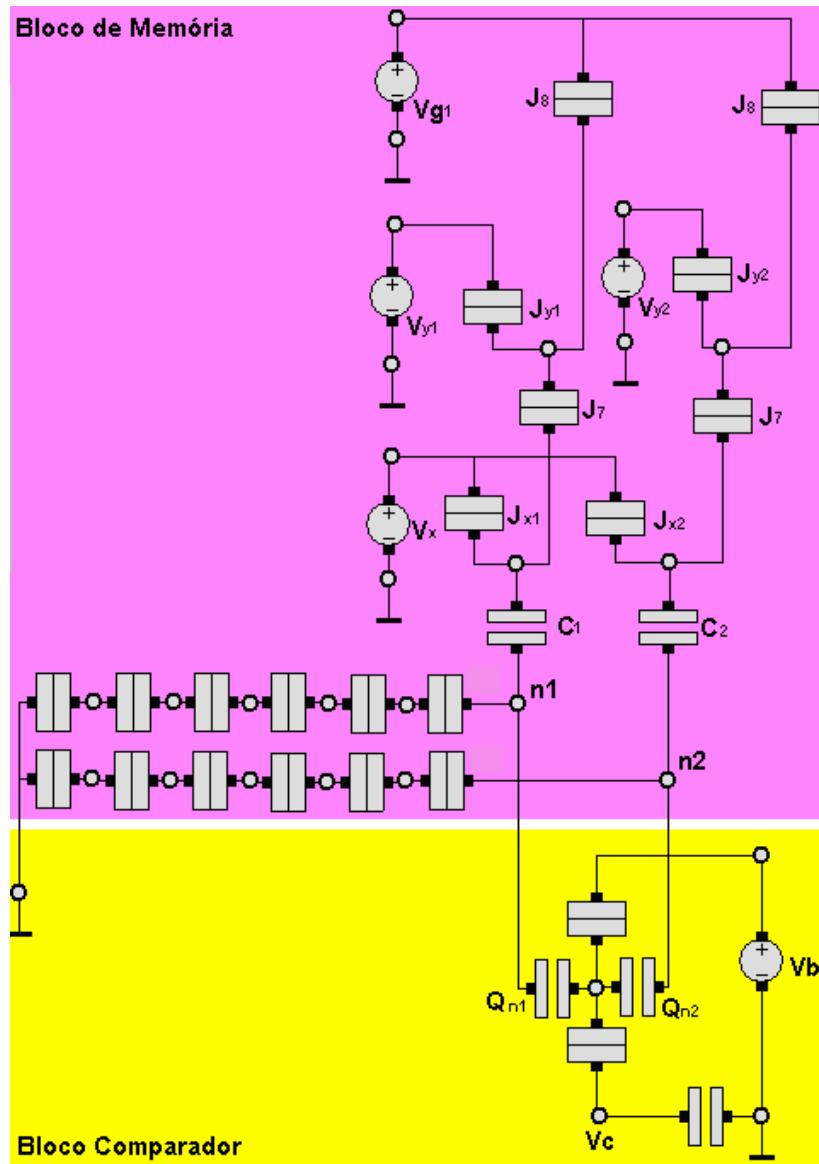 Bloco de Memória
Vg1
J8
J8
Vy1
Jy1
Vy2
Jy2
J7
J7
Vx
Jx1
Jx2
C1
C2
n1
n2
Vb
Qn1
Qn2
Vc
Bloco Comparador